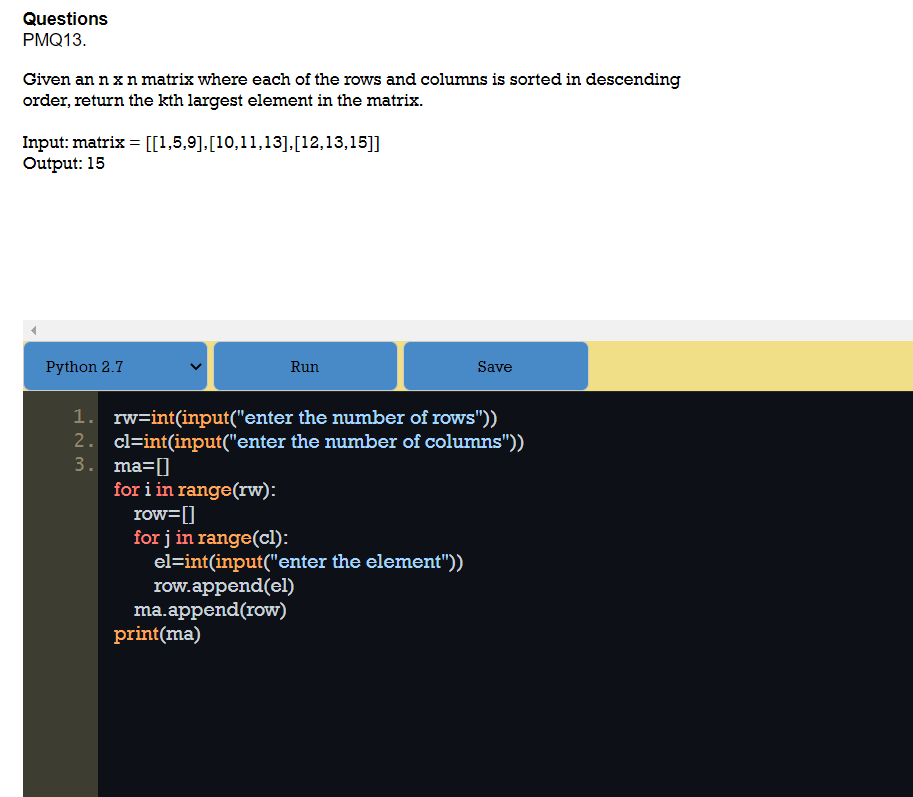 Questions
PMQ13.
Given an n x n matrix where each of the rows and columns is sorted in descending
order, return the kth largest element in the matrix.
Input: matrix = [[1,5,9],[10,11,13],[12,13,15]]
Output: 15
Python 2.7 Run Save
1. rw=int(input("enter the number of rows"))
2. cl=int(input("enter the number of columns"))
3. ma=[]
for i in range(rw):
row=[]
for j in range(cl):
el=int(input("enter the element"))
row.append(el)
ma.append(row)
print(ma)